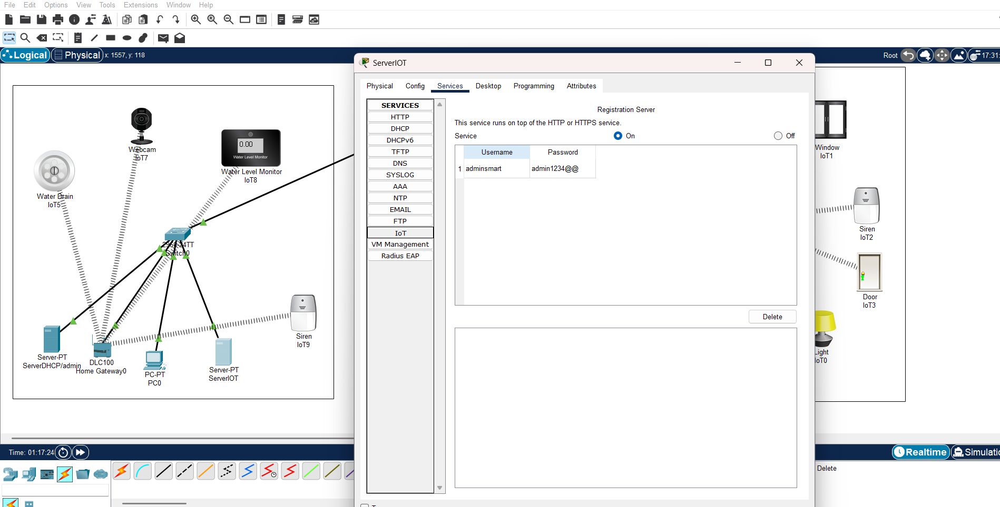 File Edit Options View Tools Extensions Window Help
Logical Physical x: 1557, y: 118
Root 17:31:
ServerIOT
Physical Config Services Desktop Programming Attributes
SERVICES
HTTP
DHCP
DHCPv6
TFTP
DNS
SYSLOG
AAA
NTP
EMAIL
FTP
IoT
VM Management
Radius EAP
Registration Server
This service runs on top of the HTTP or HTTPS service.
Service On Off
Username Password
1 adminsmart admin1234@@
Delete
Webcam
IoT7
0.00
Water Level Monitor
Water Level Monitor
IoT8
Water Drain
IoT5
2960-24TT
Switch0
Siren
IoT9
Server-PT
ServerDHCP/admin
DLC100
Home Gateway0
PC-PT
PC0
Server-PT
ServerIOT
Window
IoT1
Siren
IoT2
Door
IoT3
Light
IoT0
Time: 01:17:24
Realtime Simulatio
Delete